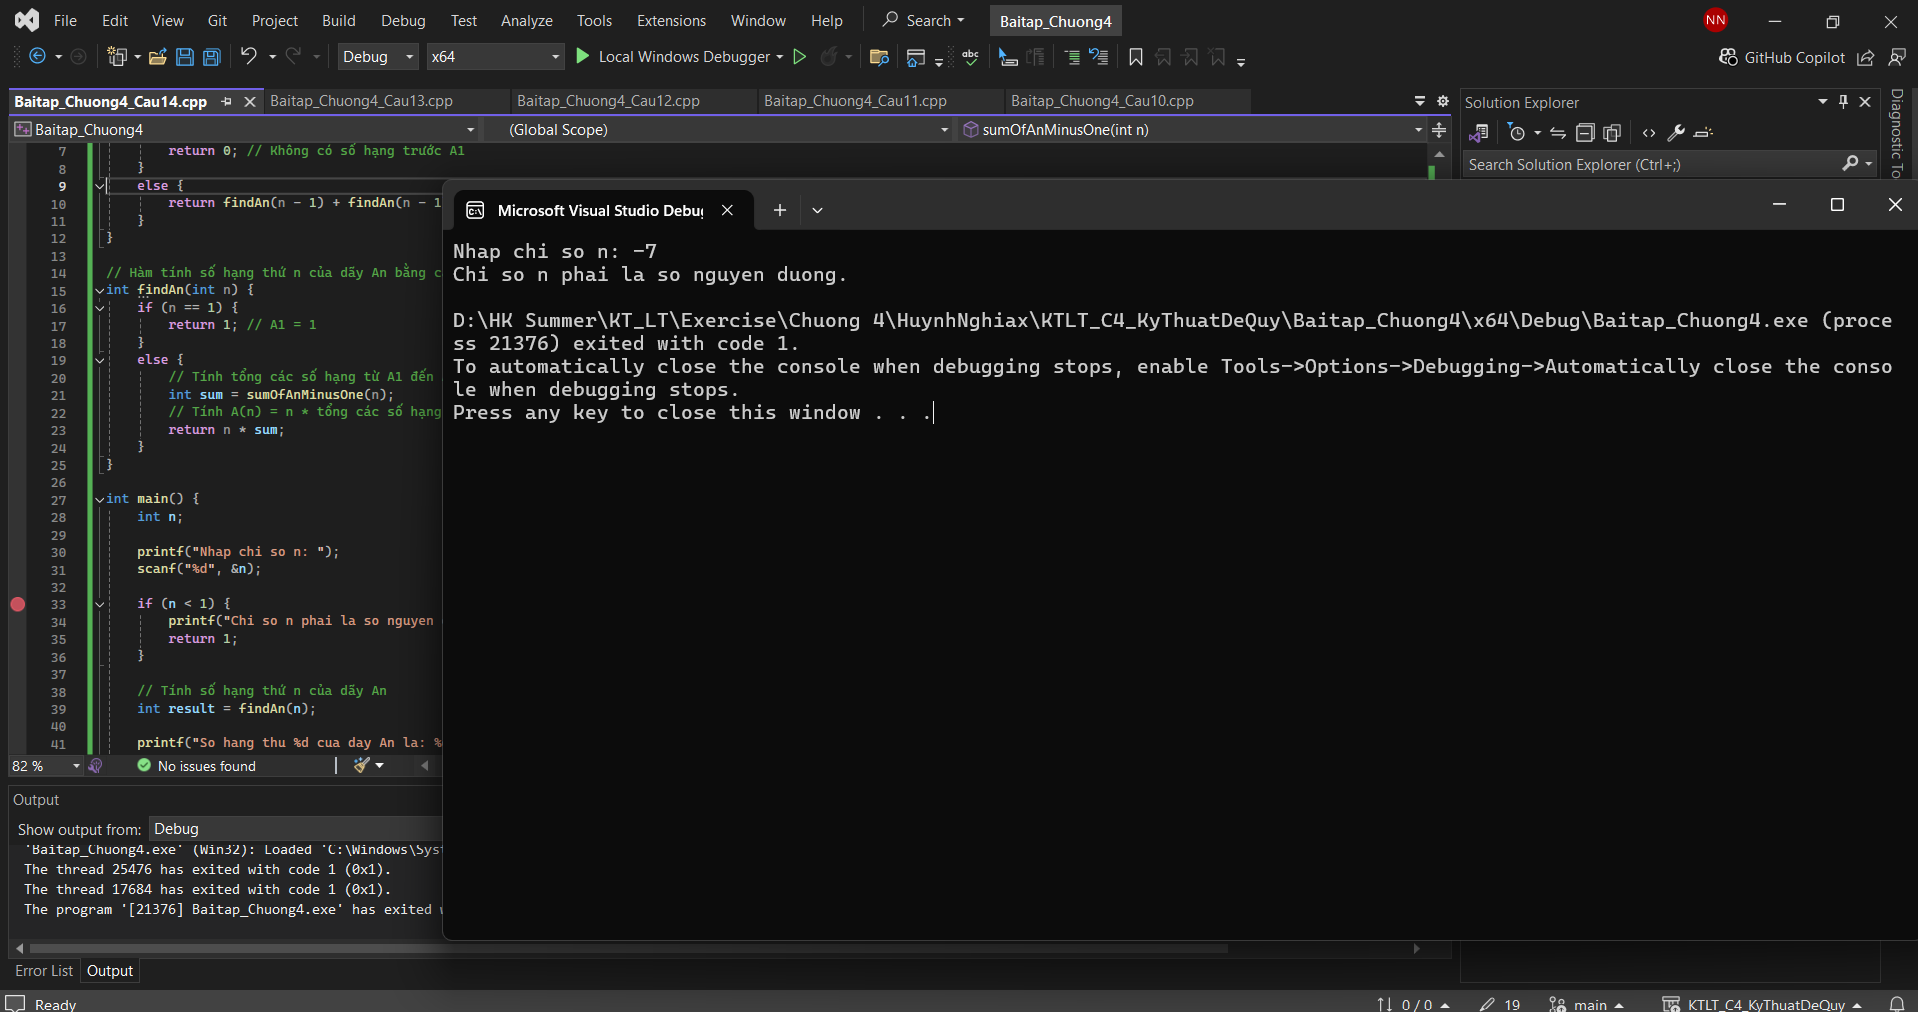 File Edit View Git Project Build Debug Test Analyze Tools Extensions Window Help Search Baitap_Chuong4 NN
Debug x64 Local Windows Debugger abc GitHub Copilot
Baitap_Chuong4_Cau14.cpp Baitap_Chuong4_Cau13.cpp Baitap_Chuong4_Cau12.cpp Baitap_Chuong4_Cau11.cpp Baitap_Chuong4_Cau10.cpp
Baitap_Chuong4 (Global Scope) sumOfAnMinusOne(int n)
7 return 0; // Không có số hạng trước A1
8 }
9 else {
10 return findAn(n - 1) + findAn(n - 1
11 }
12 }
13
14 // Hàm tính số hạng thứ n của dãy An bằng c
15 int findAn(int n) {
16 if (n == 1) {
17 return 1; // A1 = 1
18 }
19 else {
20 // Tính tổng các số hạng từ A1 đến
21 int sum = sumOfAnMinusOne(n);
22 // Tính A(n) = n * tổng các số hạng
23 return n * sum;
24 }
25 }
26
27 int main() {
28 int n;
29
30 printf("Nhap chi so n: ");
31 scanf("%d", &n);
32
33 if (n < 1) {
34 printf("Chi so n phai la so nguyen
35 return 1;
36 }
37
38 // Tính số hạng thứ n của dãy An
39 int result = findAn(n);
40
41 printf("So hang thu %d cua day An la: %
82 % No issues found
Output
Show output from: Debug
'Baitap_Chuong4.exe' (Win32): Loaded 'C:\Windows\Sys
The thread 25476 has exited with code 1 (0x1).
The thread 17684 has exited with code 1 (0x1).
The program '[21376] Baitap_Chuong4.exe' has exited
Error List Output
Microsoft Visual Studio Debug
Nhap chi so n: -7
Chi so n phai la so nguyen duong.
D:\HK Summer\KT_LT\Exercise\Chuong 4\HuynhNghiax\KTLT_C4_KyThuatDeQuy\Baitap_Chuong4\x64\Debug\Baitap_Chuong4.exe (proce
ss 21376) exited with code 1.
To automatically close the console when debugging stops, enable Tools->Options->Debugging->Automatically close the conso
le when debugging stops.
Press any key to close this window . . .
Solution Explorer
Search Solution Explorer (Ctrl+;)
Diagnostic To
Ready 0 / 0 19 main KTLT_C4_KyThuatDeQuy